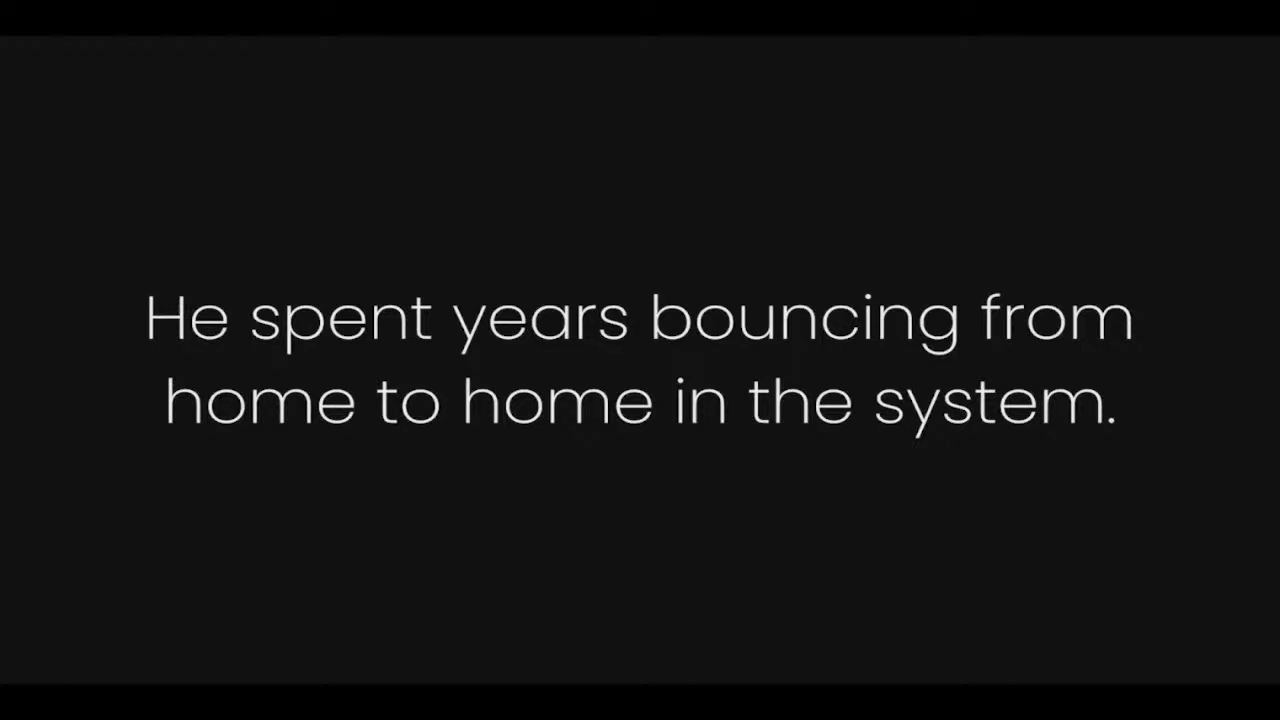 He spent years bouncing from
home to home in the system.